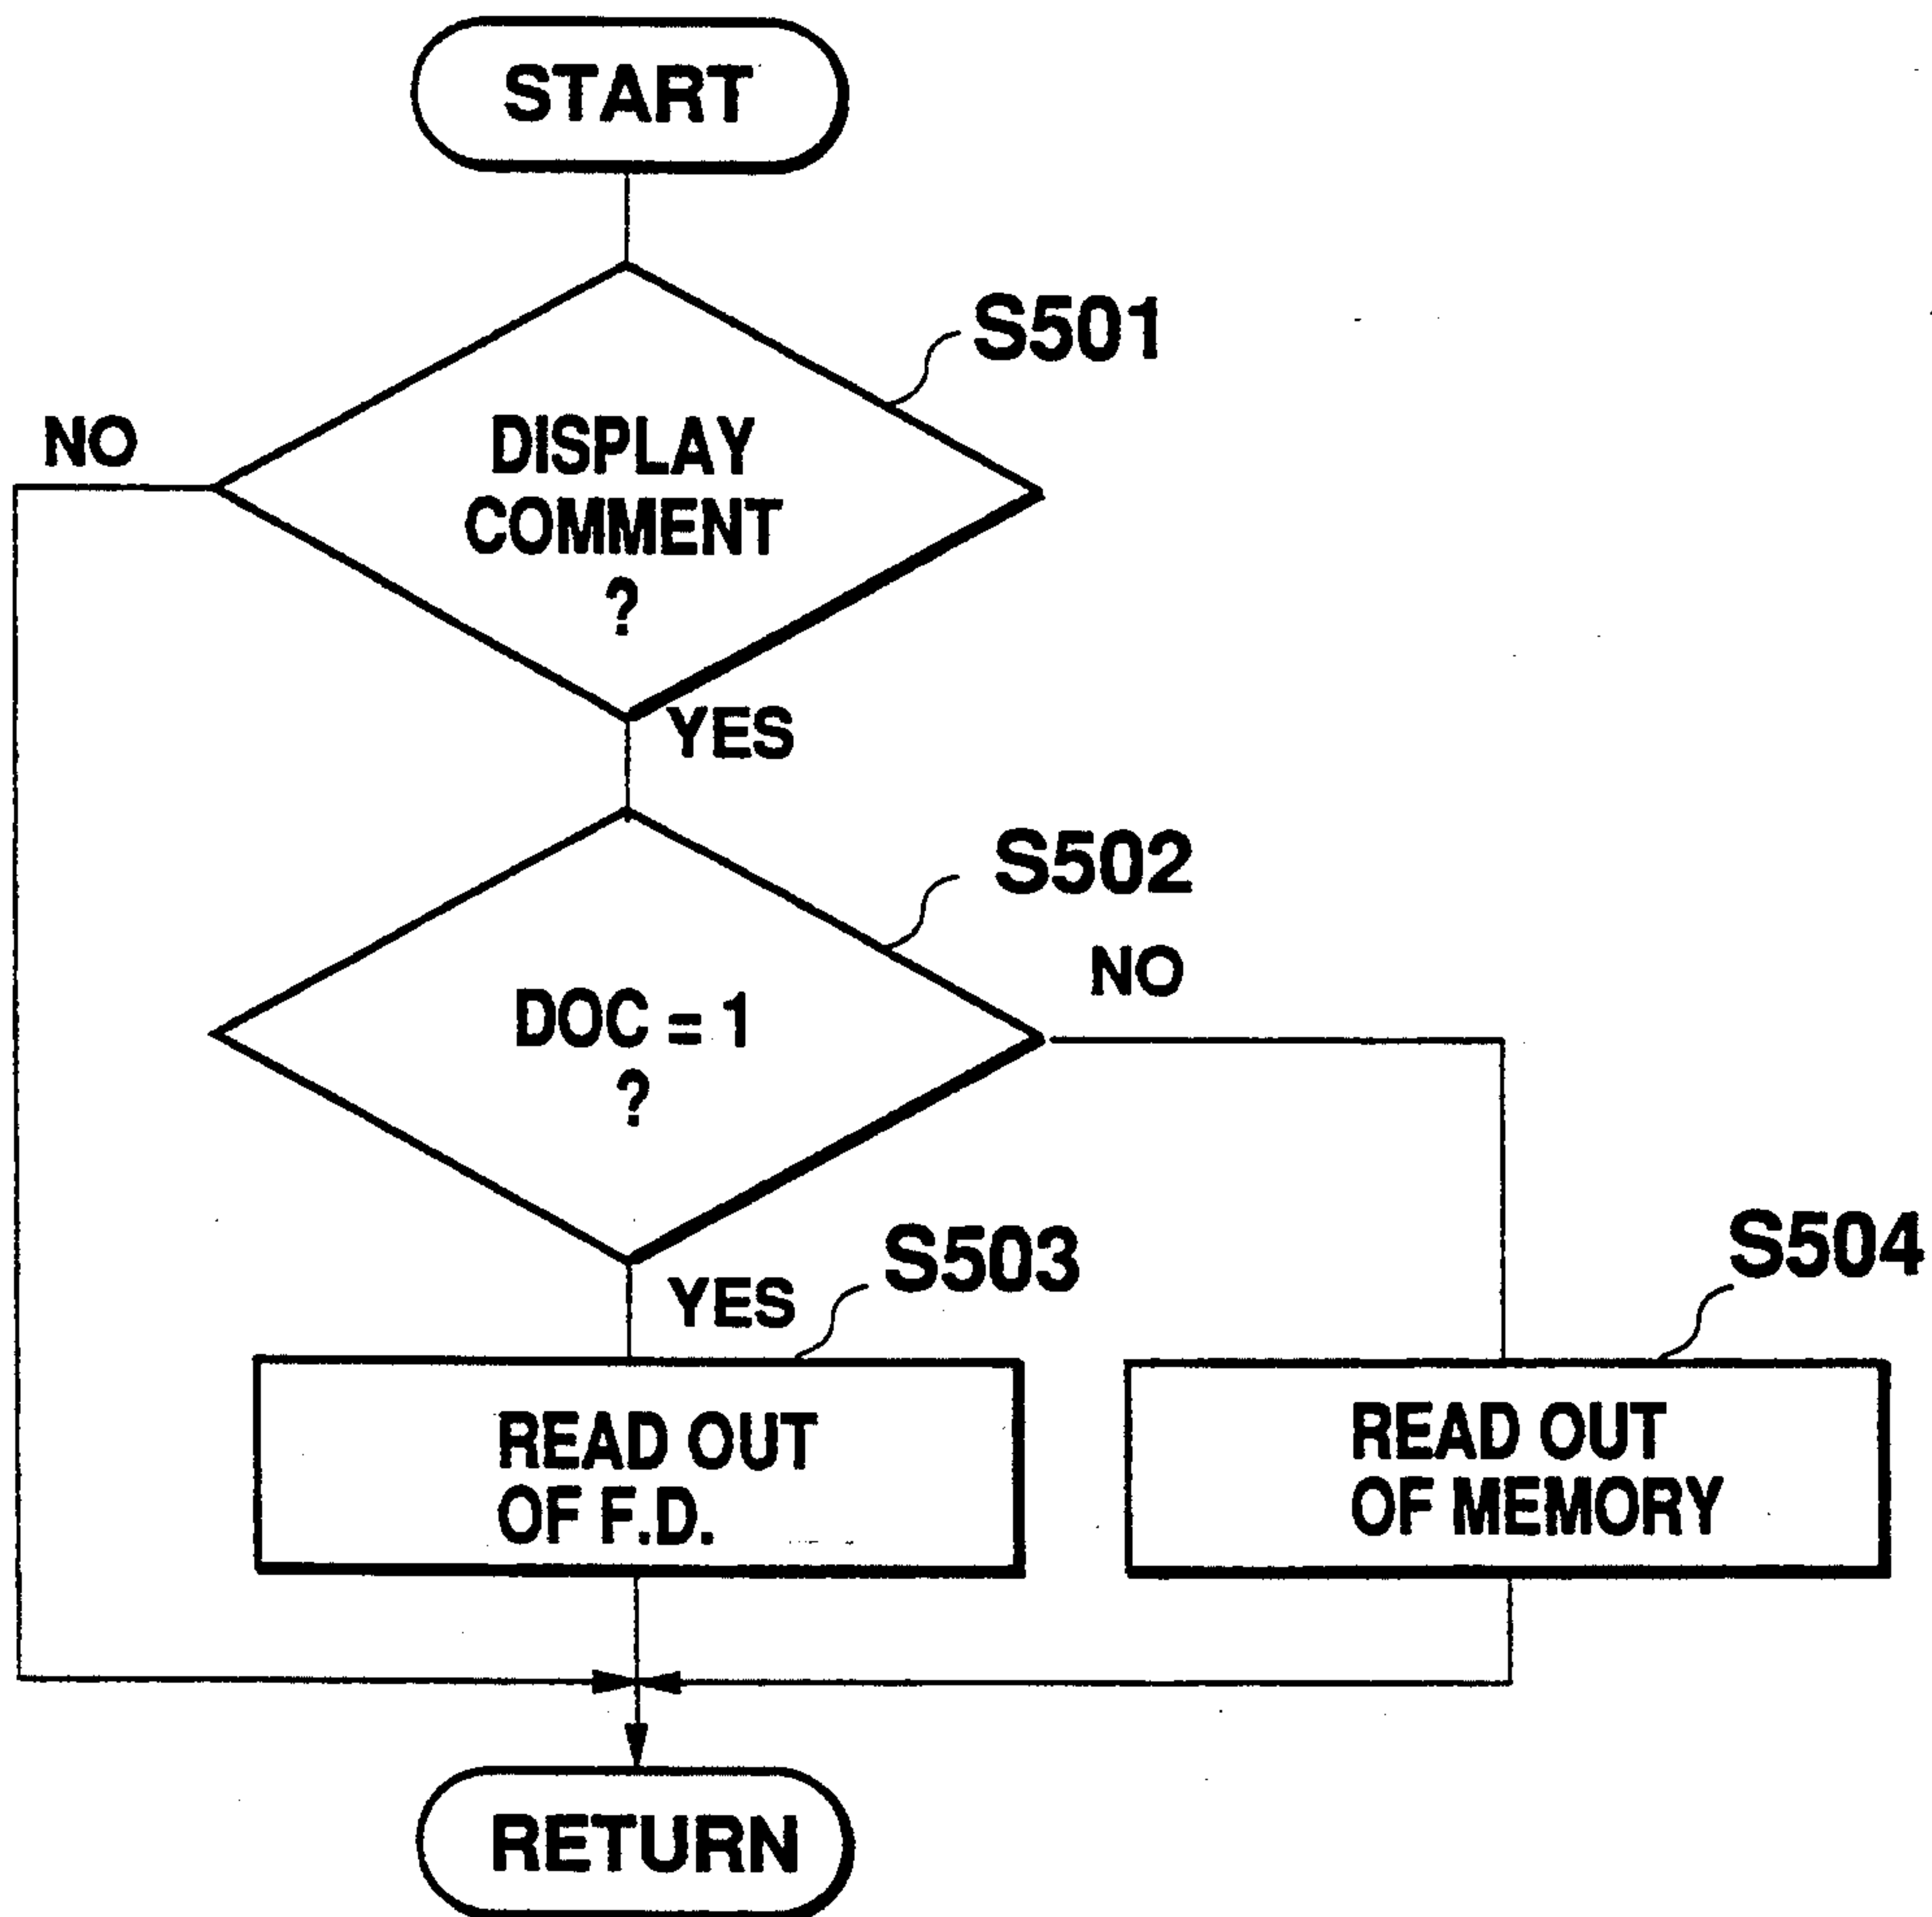 START
S501
NO
DISPLAY
COMMENT
?
YES
S502
NO
DOC = 1
?
S503
S504
YES
READ OUT
OF F.D.
READ OUT
OF MEMORY
RETURN